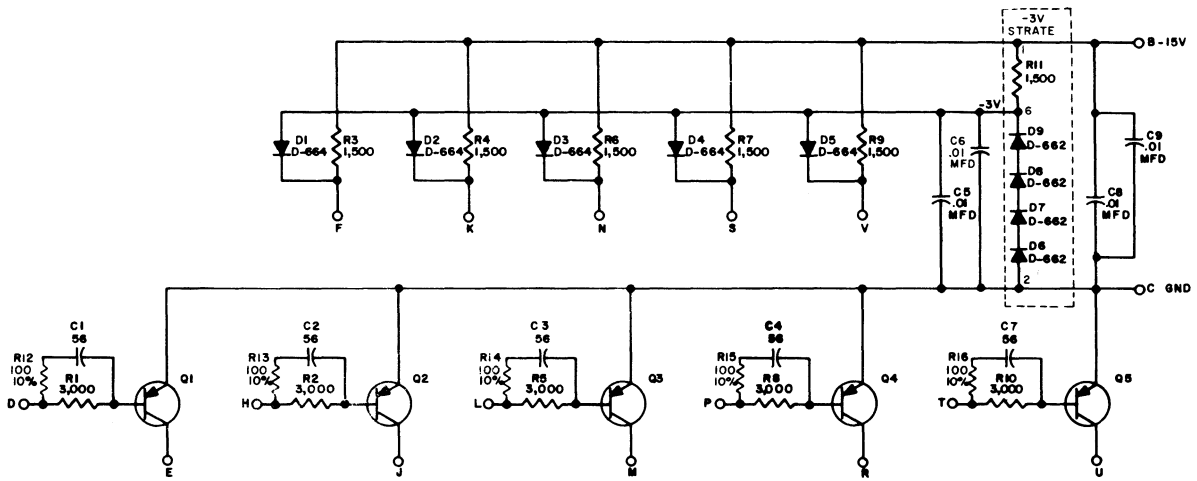 -3V
STRATE
B -15V
1
R11
1,500
-3V
6
D1
D-664
R3
1,500
D2
D-664
R4
1,500
D3
D-664
R6
1,500
D4
D-664
R7
1,500
D5
D-664
R9
1,500
C6
.01
MFD
C5
.01
MFD
D9
D-662
D8
D-662
D7
D-662
D6
D-662
C9
.01
MFD
C8
.01
MFD
F
K
N
S
V
2
C GND
C1
56
R12
100
10%
R1
3,000
D
Q1
E
C2
56
R13
100
10%
R2
3,000
H
Q2
J
C3
56
R14
100
10%
R5
3,000
L
Q3
M
C4
56
R15
100
10%
R8
3,000
P
Q4
R
C7
56
R16
100
10%
R10
3,000
T
Q5
U